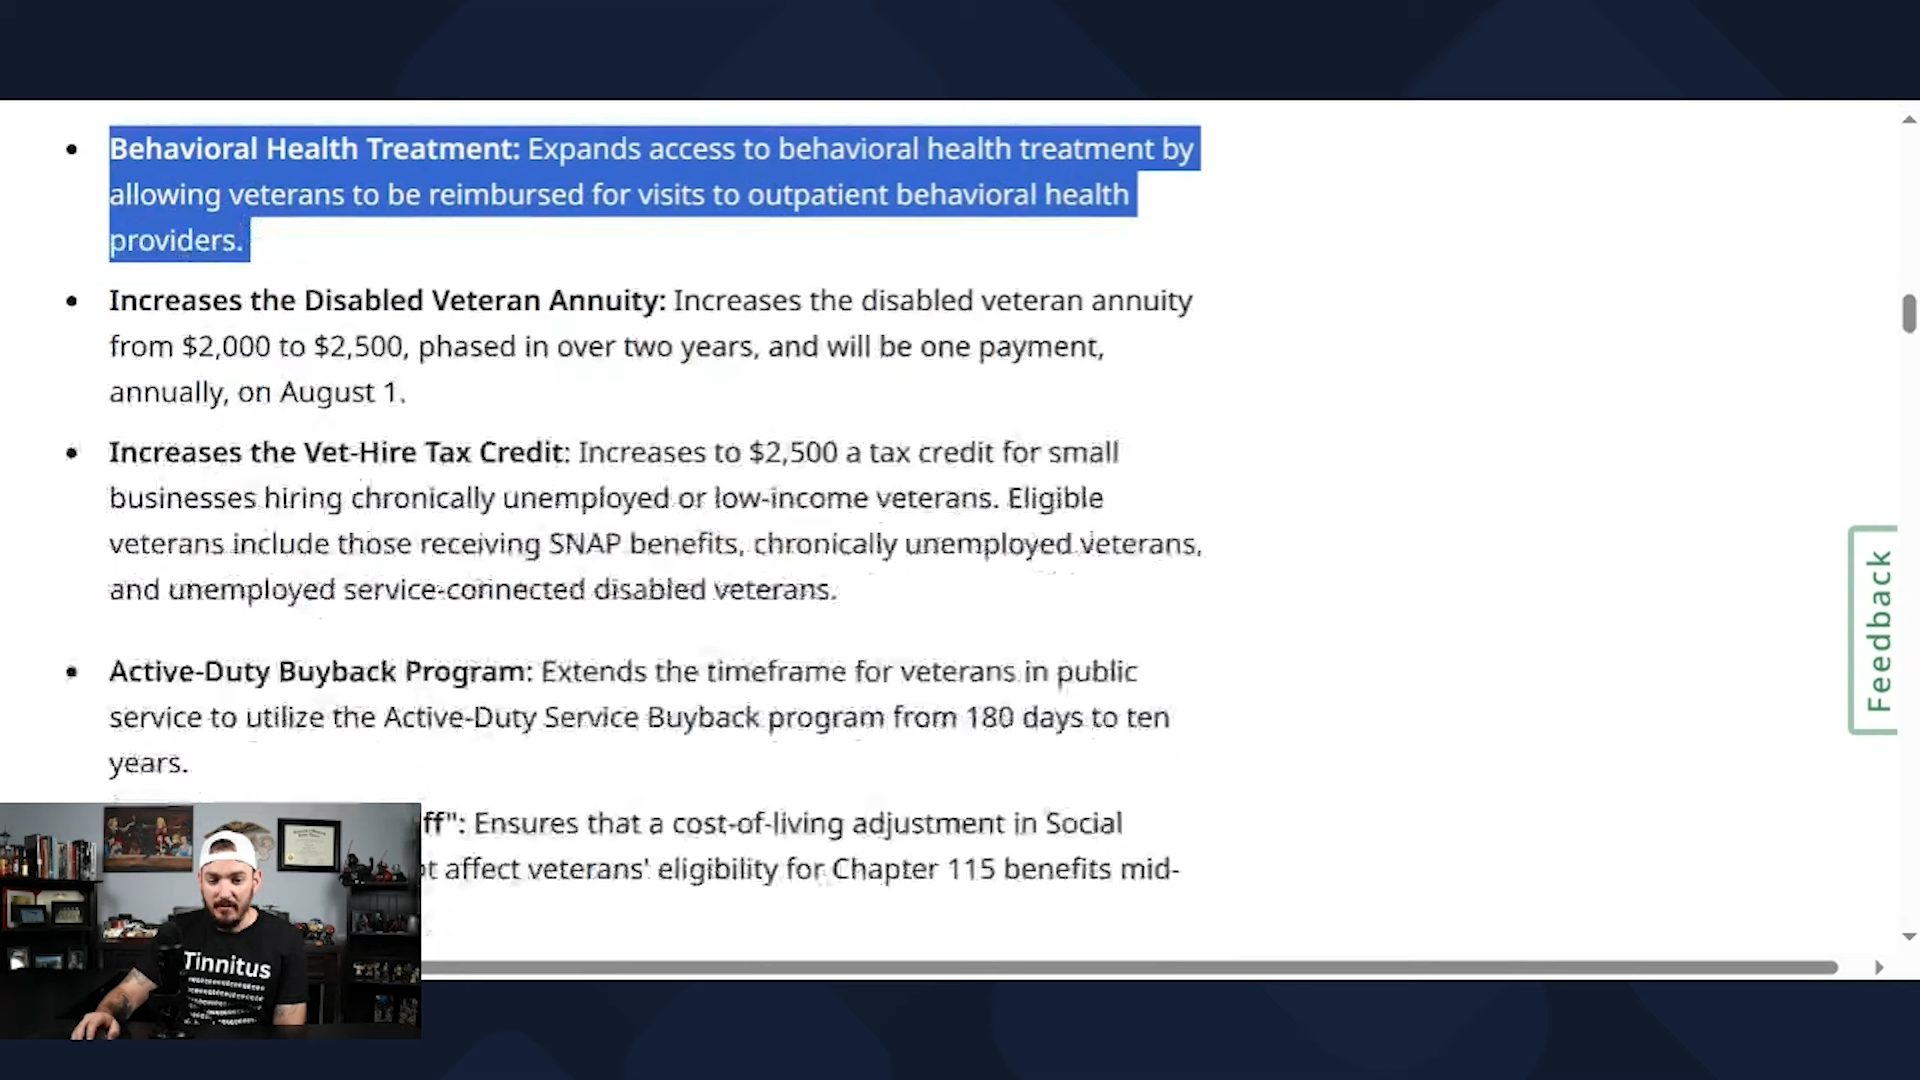 Behavioral Health Treatment: Expands access to behavioral health treatment by
allowing veterans to be reimbursed for visits to outpatient behavioral health
providers.
Increases the Disabled Veteran Annuity: Increases the disabled veteran annuity
from $2,000 to $2,500, phased in over two years, and will be one payment,
annually, on August 1.
Increases the Vet-Hire Tax Credit: Increases to $2,500 a tax credit for small
businesses hiring chronically unemployed or low-income veterans. Eligible
veterans include those receiving SNAP benefits, chronically unemployed veterans,
and unemployed service-connected disabled veterans.
Active-Duty Buyback Program: Extends the timeframe for veterans in public
service to utilize the Active-Duty Service Buyback program from 180 days to ten
years.
ff": Ensures that a cost-of-living adjustment in Social
t affect veterans' eligibility for Chapter 115 benefits mid-
Feedback
Tinnitus